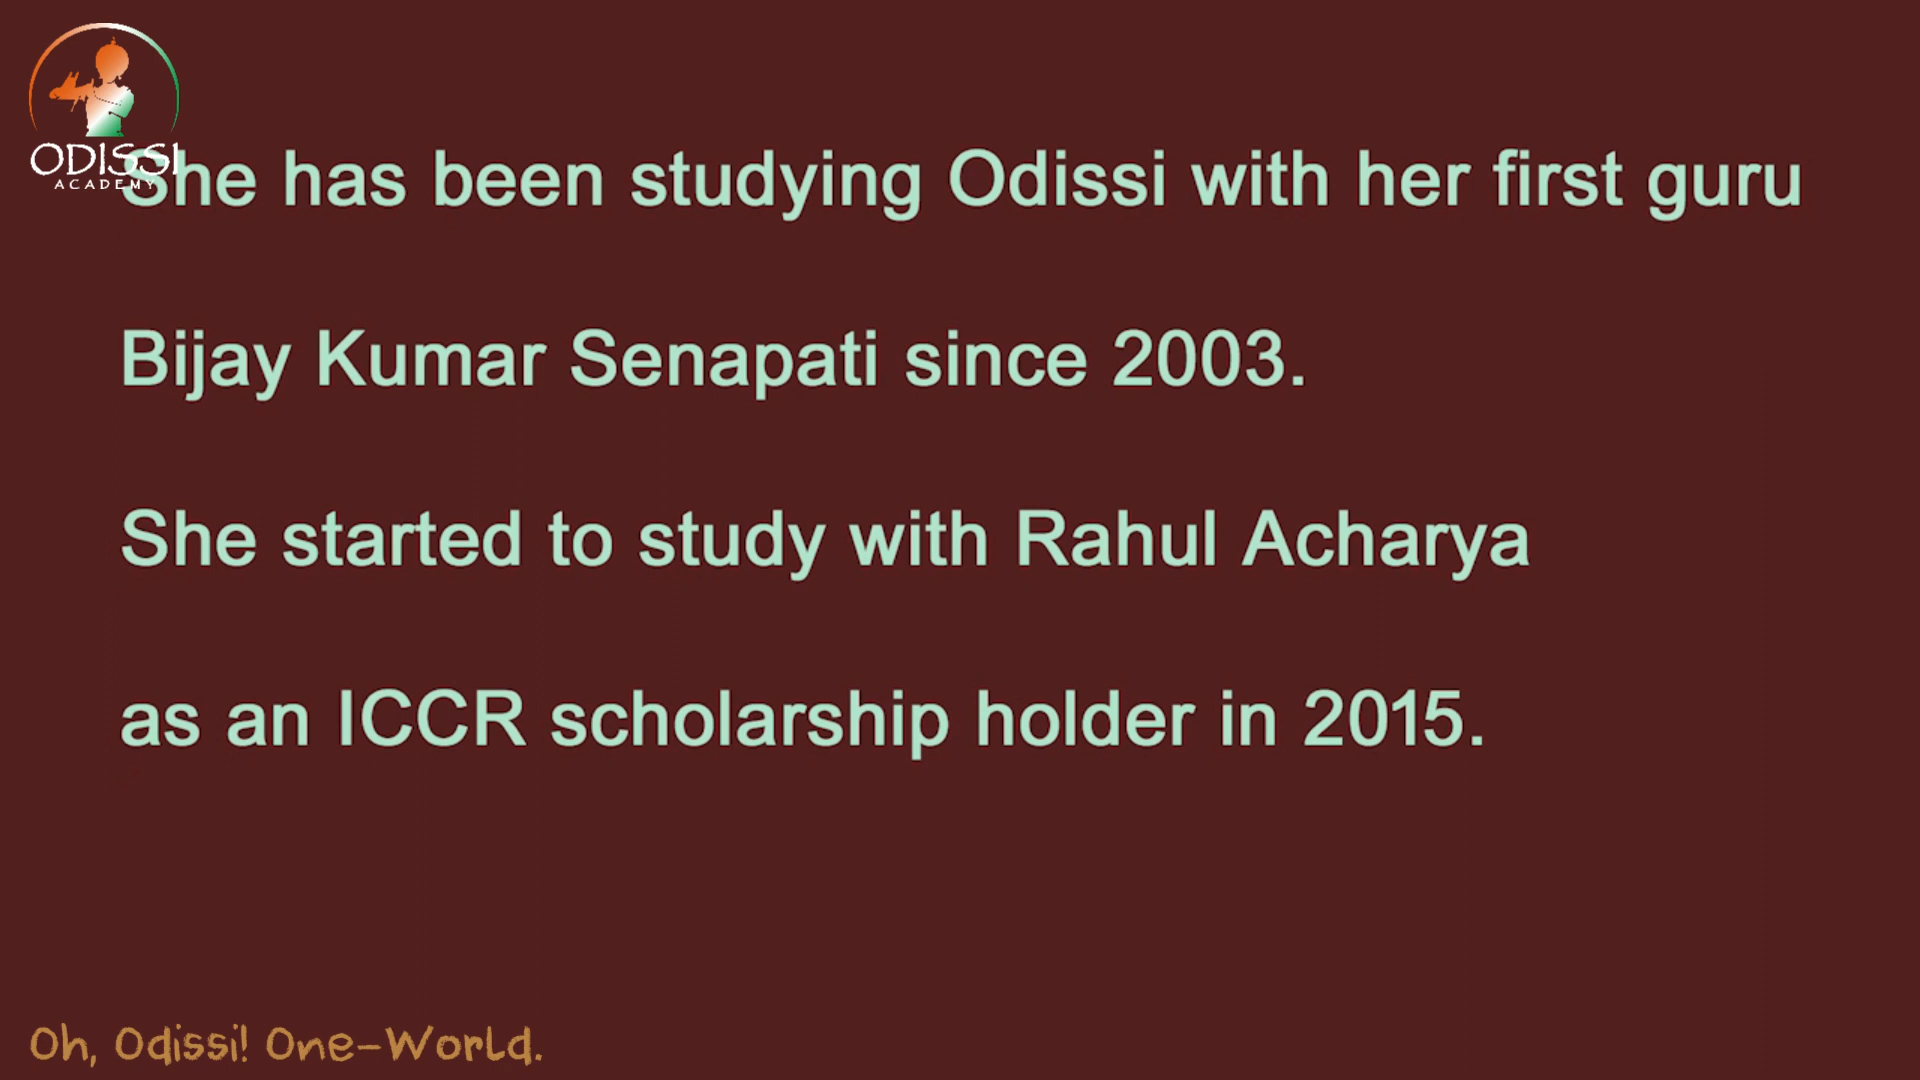 ODISSI
ACADEMY
She has been studying Odissi with her first guru
Bijay Kumar Senapati since 2003.
She started to study with Rahul Acharya
as an ICCR scholarship holder in 2015.
Oh, Odissi! One-World.